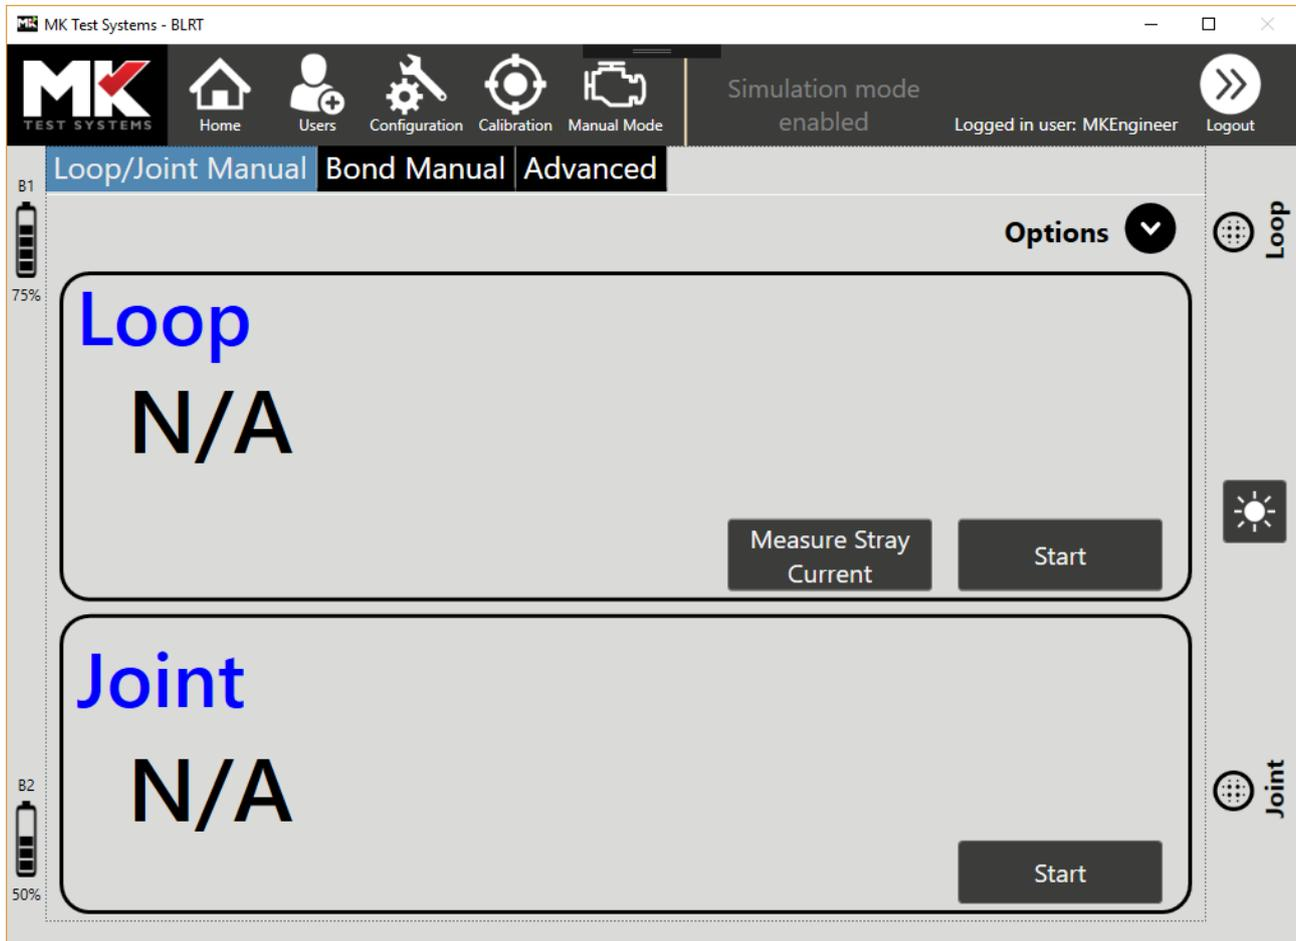 MK Test Systems - BLRT
MK
TEST SYSTEMS
Home
Users
Configuration
Calibration
Manual Mode
Simulation mode
enabled
Logged in user: MKEngineer
Logout
Loop/Joint Manual
Bond Manual
Advanced
B1
75%
Options
Loop
Loop
N/A
Measure Stray
Current
Start
Joint
N/A
Start
B2
50%
Joint